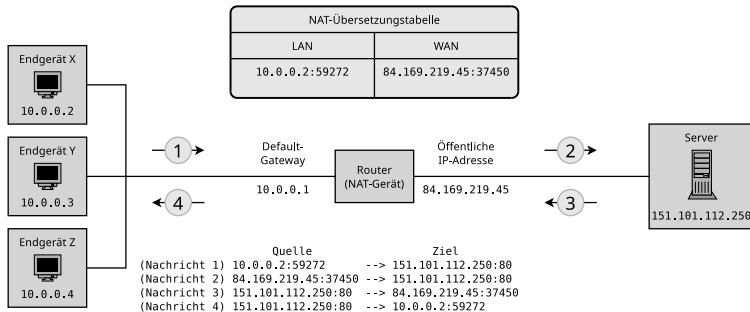 NAT-Übersetzungstabelle
LAN WAN
10.0.0.2:59272 84.169.219.45:37450
Endgerät X
10.0.0.2
Endgerät Y
10.0.0.3
Endgerät Z
10.0.0.4
1
4
Default-
Gateway
10.0.0.1
Router
(NAT-Gerät)
Öffentliche
IP-Adresse
84.169.219.45
2
3
Server
151.101.112.250
Quelle Ziel
(Nachricht 1) 10.0.0.2:59272 --> 151.101.112.250:80
(Nachricht 2) 84.169.219.45:37450 --> 151.101.112.250:80
(Nachricht 3) 151.101.112.250:80 --> 84.169.219.45:37450
(Nachricht 4) 151.101.112.250:80 --> 10.0.0.2:59272